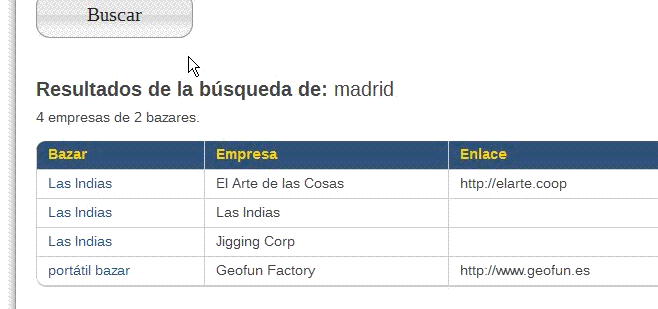 Buscar
Resultados de la búsqueda de: madrid
4 empresas de 2 bazares.
Bazar Empresa Enlace
Las Indias El Arte de las Cosas http://elarte.coop
Las Indias Las Indias
Las Indias Jigging Corp
portátil bazar Geofun Factory http://www.geofun.es